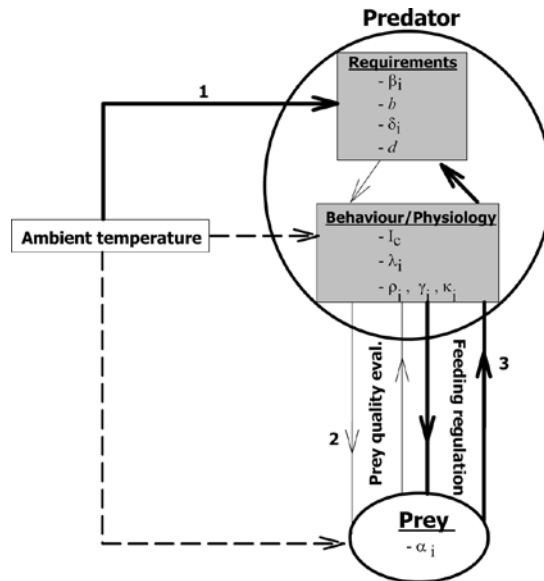 Predator
Requirements
- βi
- b
- δi
- d
1
Ambient temperature
Behaviour/Physiology
- Ic
- λi
- ρi , γi , κi
2
Prey quality eval.
Feeding regulation
3
Prey
- αi